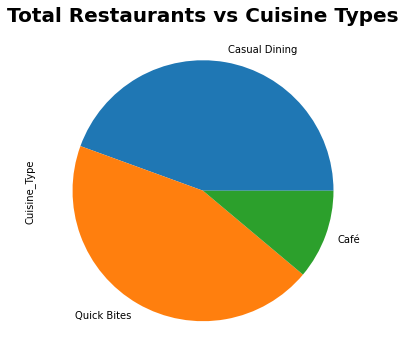 Total Restaurants vs Cuisine Types
Casual Dining
Cuisine_Type
Café
Quick Bites